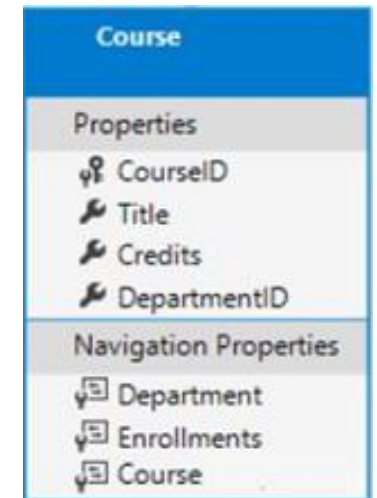 Course
Properties
CourseID
Title
Credits
DepartmentID
Navigation Properties
Department
Enrollments
Course